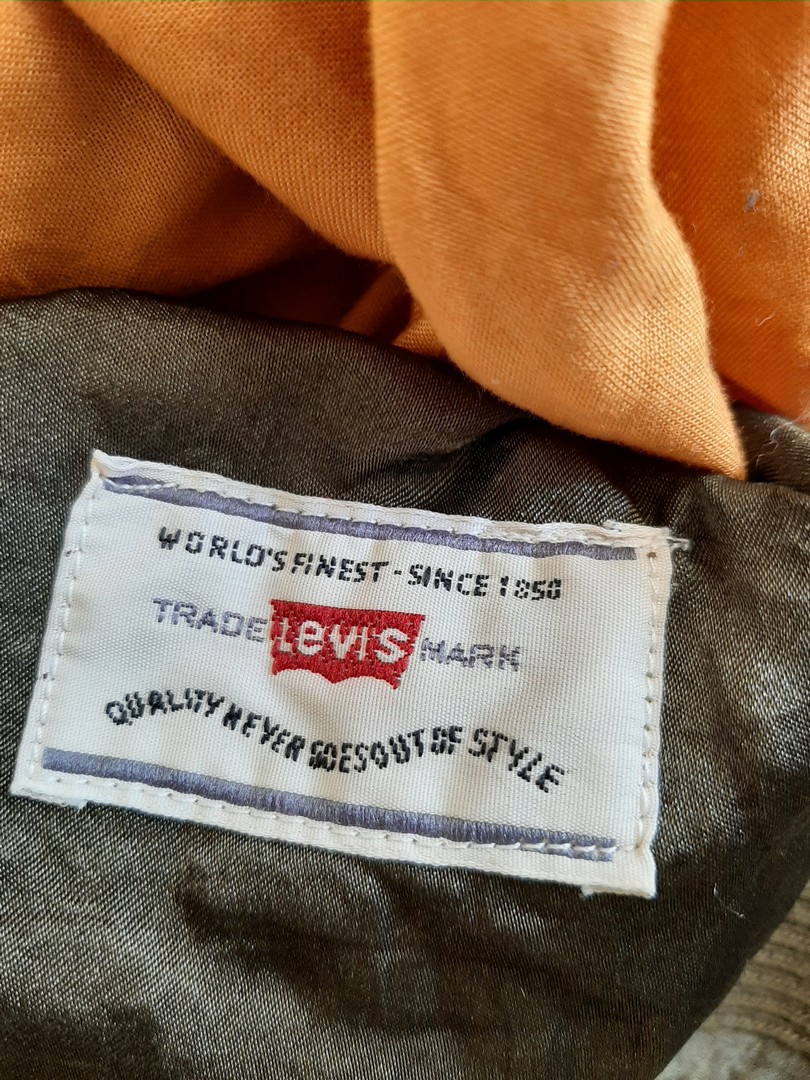 WORLD'S FINEST - SINCE 1850
TRADE Levi's MARK
QUALITY NEVER GOES OUT OF STYLE